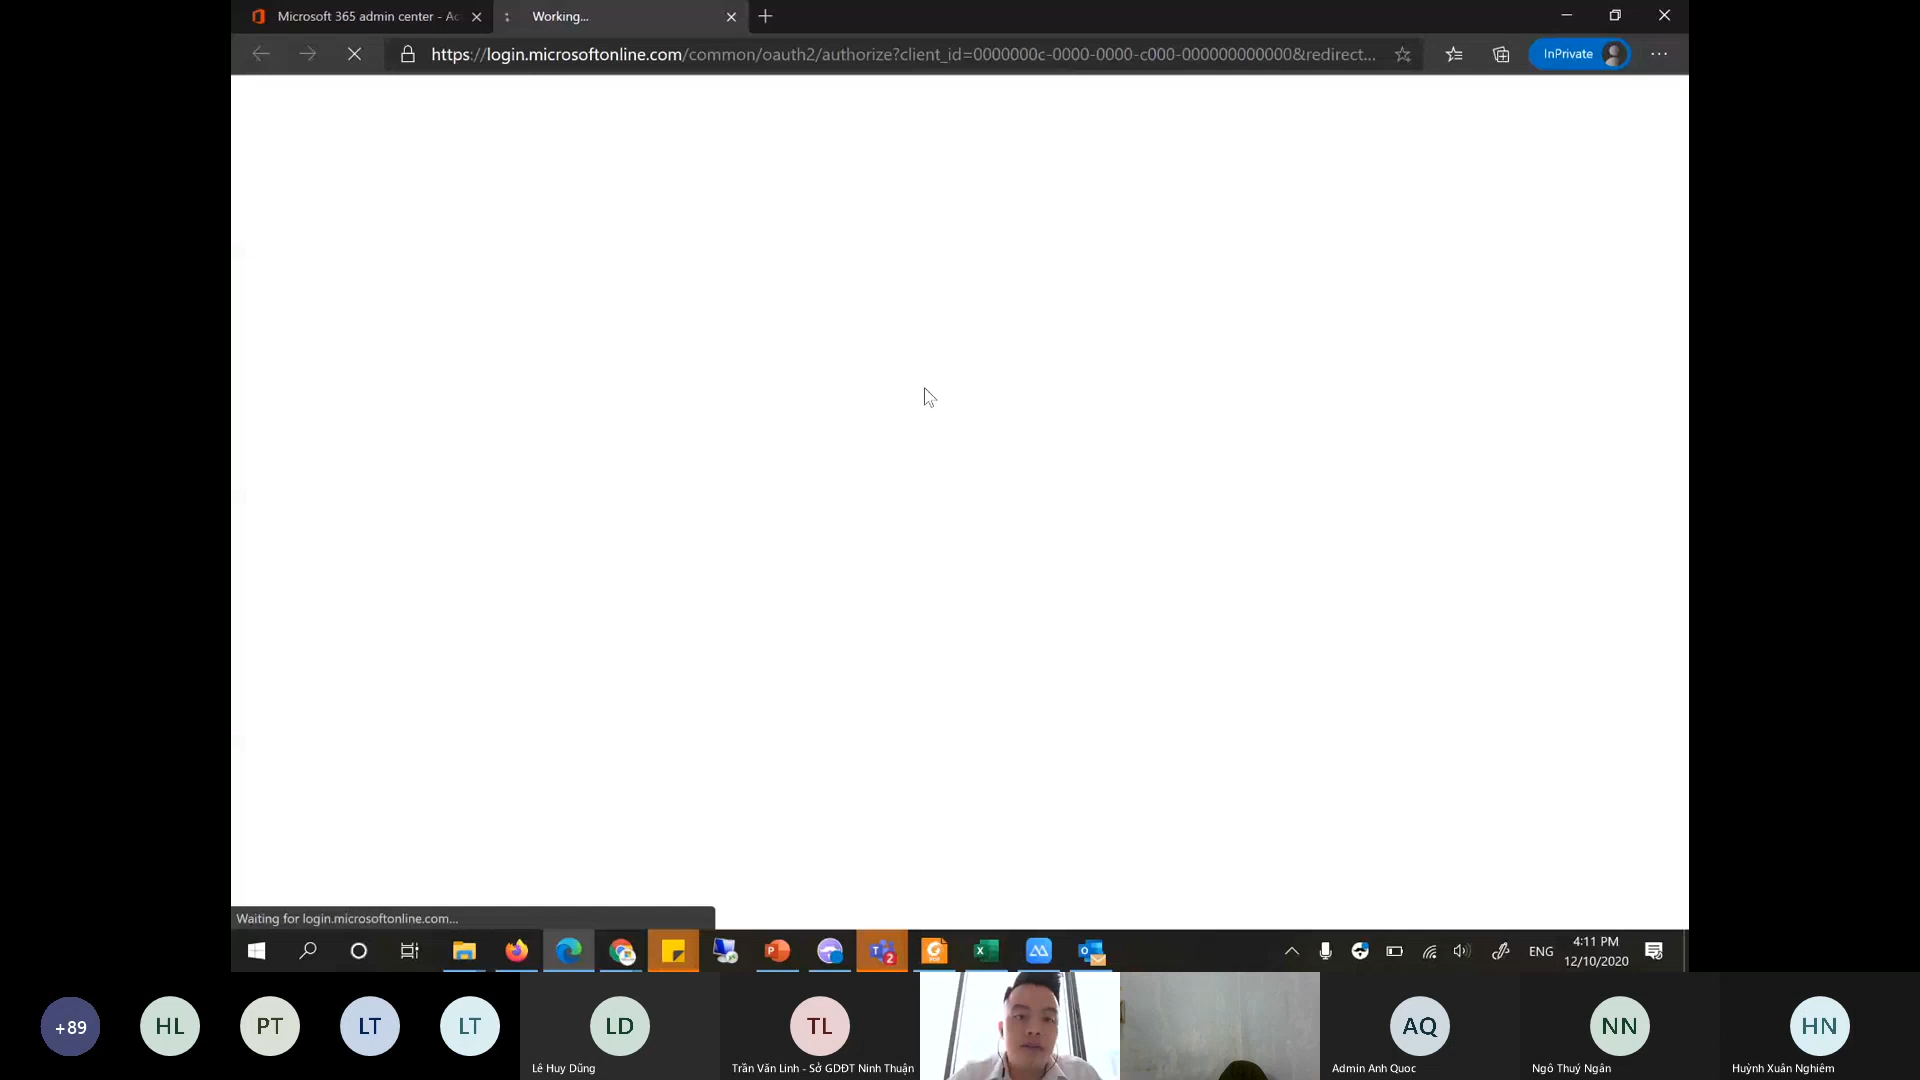 Microsoft 365 admin center - Ac
Working...
https://login.microsoftonline.com/common/oauth2/authorize?client_id=0000000c-0000-0000-c000-000000000000&redirect...
InPrivate
Waiting for login.microsoftonline.com...
2
ENG
4:11 PM
12/10/2020
+89
HL
PT
LT
LT
LD
TL
AQ
NN
HN
Lê Huy Dũng
Trần Văn Linh - Sở GDĐT Ninh Thuận
Admin Anh Quoc
Ngô Thuý Ngân
Huỳnh Xuân Nghiêm